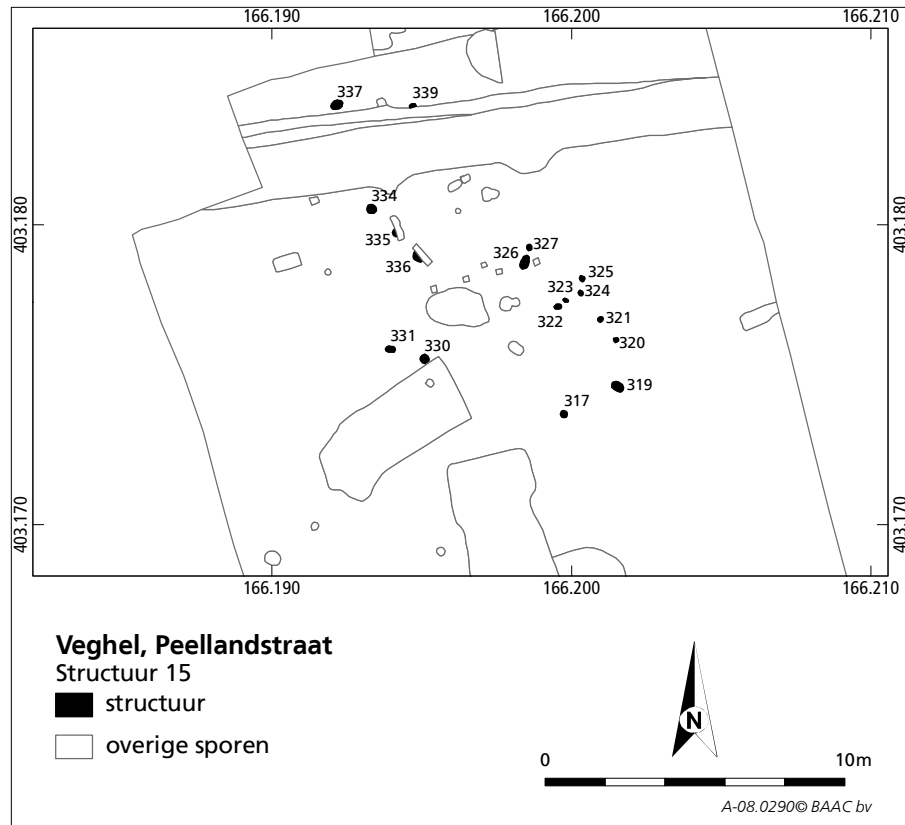 166.190 166.200 166.210
337 339
334
403.180 403.180
335
327
326
336
325
323 324
322 321
331 330 320
319
317
403.170 403.170
166.190 166.200 166.210
Veghel, Peellandstraat
Structuur 15
structuur
overige sporen
N
0 10m
A-08.0290© BAAC bv